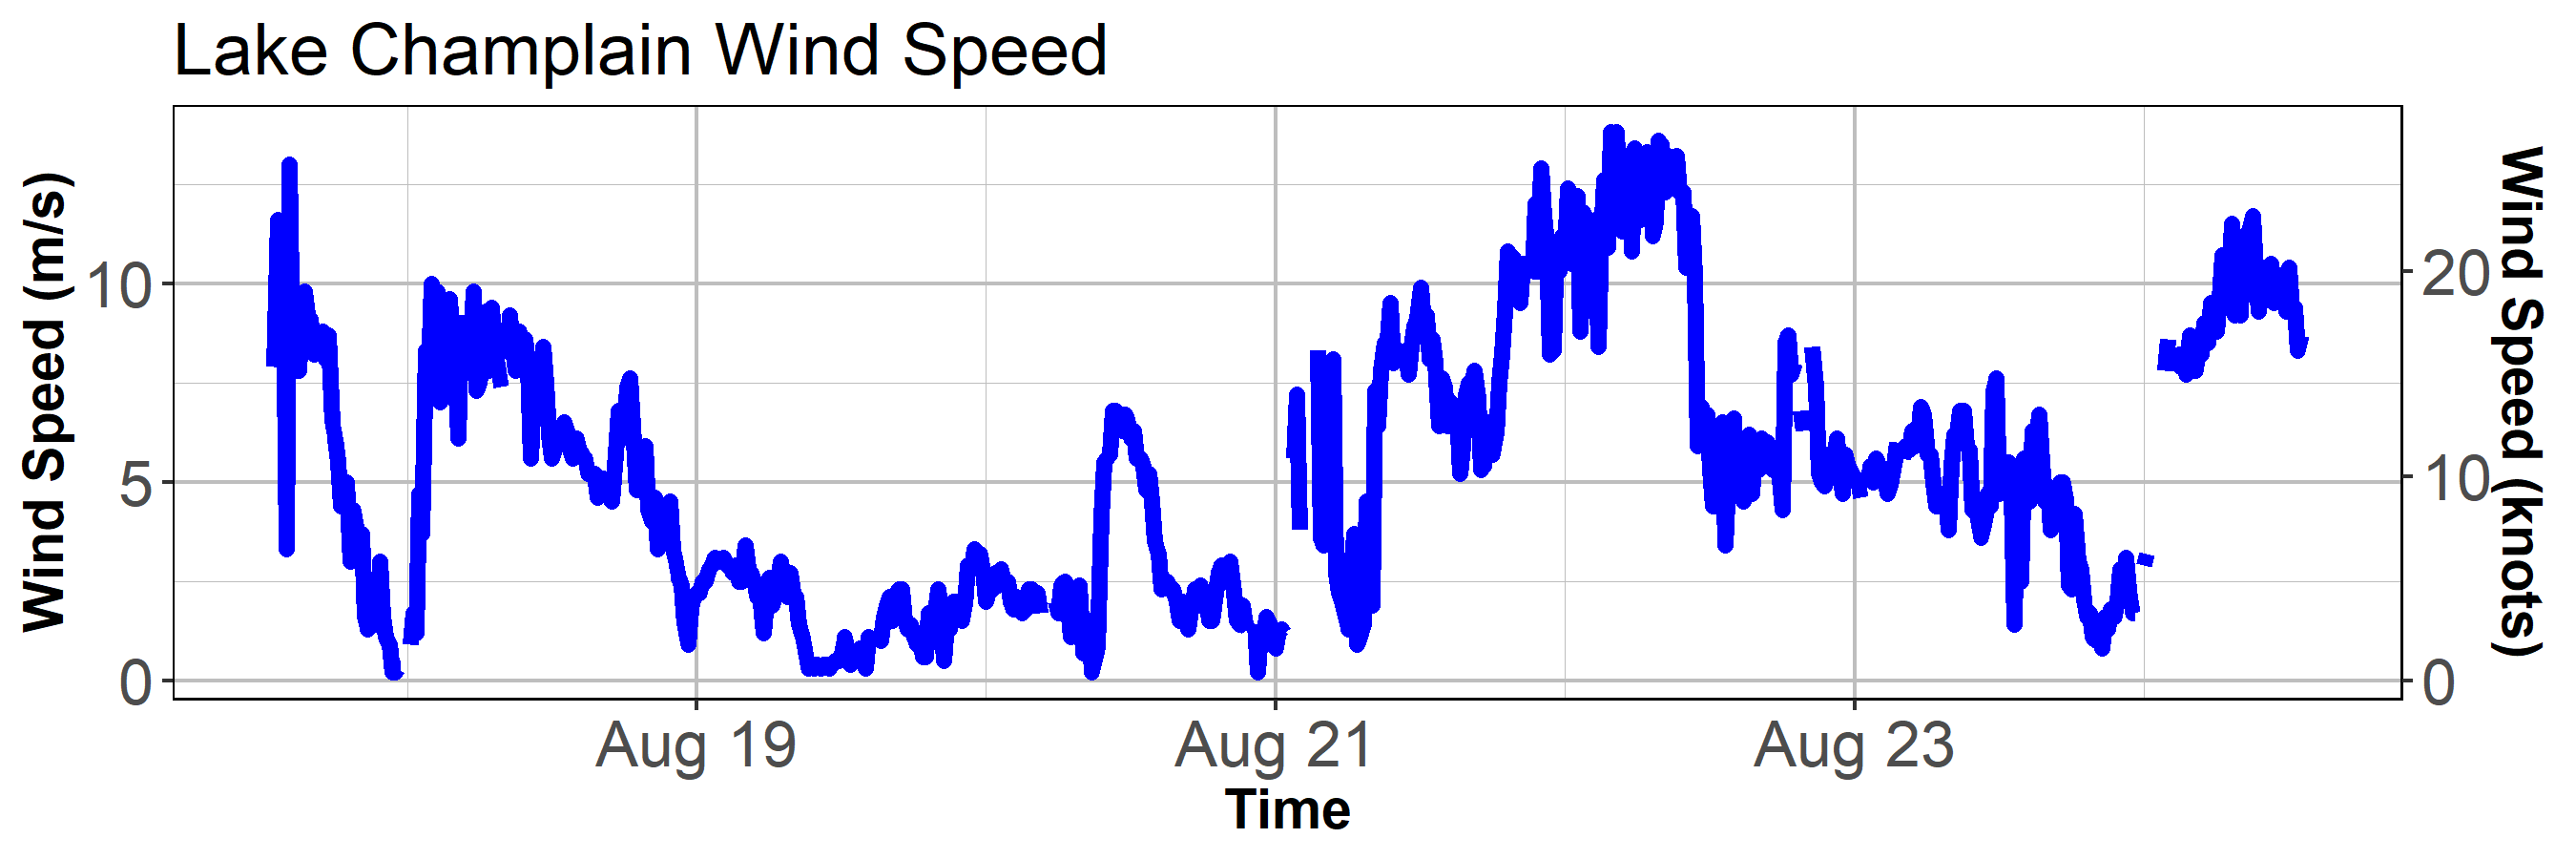 Lake Champlain Wind Speed
Wind Speed (m/s)
10
5
0
20
10
0
Wind Speed (knots)
Aug 19
Aug 21
Aug 23
Time